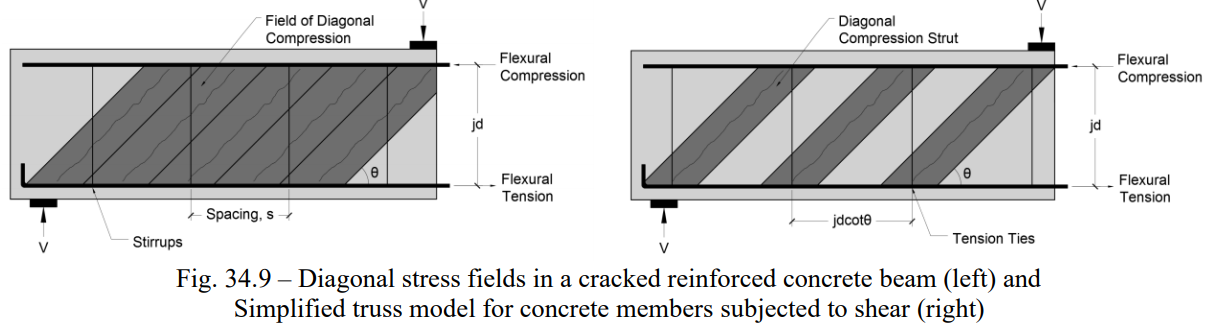 V
Field of Diagonal
Compression
Flexural
Compression
jd
θ
Flexural
Tension
Spacing, s
Stirrups
V
V
Diagonal
Compression Strut
Flexural
Compression
jd
θ
Flexural
Tension
jdcotθ
Tension Ties
V
Fig. 34.9 – Diagonal stress fields in a cracked reinforced concrete beam (left) and
Simplified truss model for concrete members subjected to shear (right)